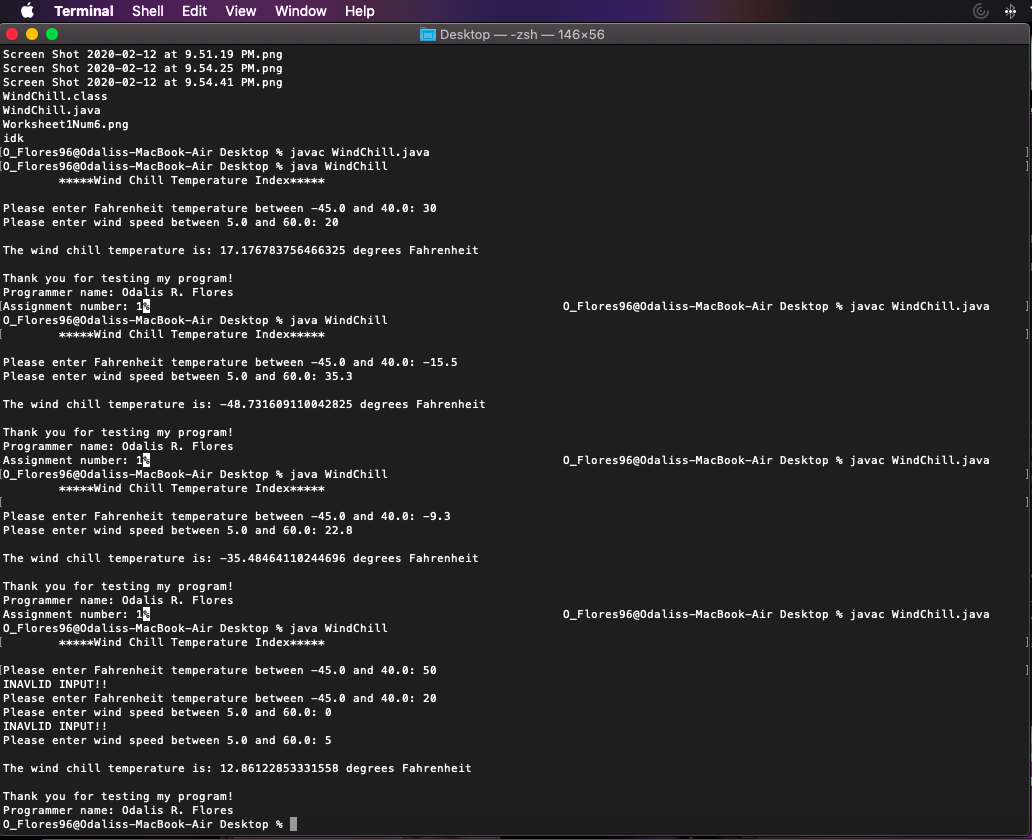 Terminal Shell Edit View Window Help
Desktop — -zsh — 146×56
Screen Shot 2020-02-12 at 9.51.19 PM.png
Screen Shot 2020-02-12 at 9.54.25 PM.png
Screen Shot 2020-02-12 at 9.54.41 PM.png
WindChill.class
WindChill.java
Worksheet1Num6.png
idk
[O_Flores96@Odaliss-MacBook-Air Desktop % javac WindChill.java ]
[O_Flores96@Odaliss-MacBook-Air Desktop % java WindChill ]
*****Wind Chill Temperature Index*****
Please enter Fahrenheit temperature between -45.0 and 40.0: 30
Please enter wind speed between 5.0 and 60.0: 20
The wind chill temperature is: 17.176783756466325 degrees Fahrenheit
Thank you for testing my program!
Programmer name: Odalis R. Flores
[Assignment number: 1% O_Flores96@Odaliss-MacBook-Air Desktop % javac WindChill.java ]
O_Flores96@Odaliss-MacBook-Air Desktop % java WindChill
[ *****Wind Chill Temperature Index***** ]
Please enter Fahrenheit temperature between -45.0 and 40.0: -15.5
Please enter wind speed between 5.0 and 60.0: 35.3
The wind chill temperature is: -48.731609110042825 degrees Fahrenheit
Thank you for testing my program!
Programmer name: Odalis R. Flores
Assignment number: 1% O_Flores96@Odaliss-MacBook-Air Desktop % javac WindChill.java
[O_Flores96@Odaliss-MacBook-Air Desktop % java WindChill ]
*****Wind Chill Temperature Index*****
[ ]
Please enter Fahrenheit temperature between -45.0 and 40.0: -9.3
Please enter wind speed between 5.0 and 60.0: 22.8
The wind chill temperature is: -35.48464110244696 degrees Fahrenheit
Thank you for testing my program!
Programmer name: Odalis R. Flores
Assignment number: 1% O_Flores96@Odaliss-MacBook-Air Desktop % javac WindChill.java ]
O_Flores96@Odaliss-MacBook-Air Desktop % java WindChill
[ *****Wind Chill Temperature Index***** ]
[Please enter Fahrenheit temperature between -45.0 and 40.0: 50 ]
INAVLID INPUT!!
Please enter Fahrenheit temperature between -45.0 and 40.0: 20
Please enter wind speed between 5.0 and 60.0: 0
INAVLID INPUT!!
Please enter wind speed between 5.0 and 60.0: 5
The wind chill temperature is: 12.86122853331558 degrees Fahrenheit
Thank you for testing my program!
Programmer name: Odalis R. Flores
O_Flores96@Odaliss-MacBook-Air Desktop %